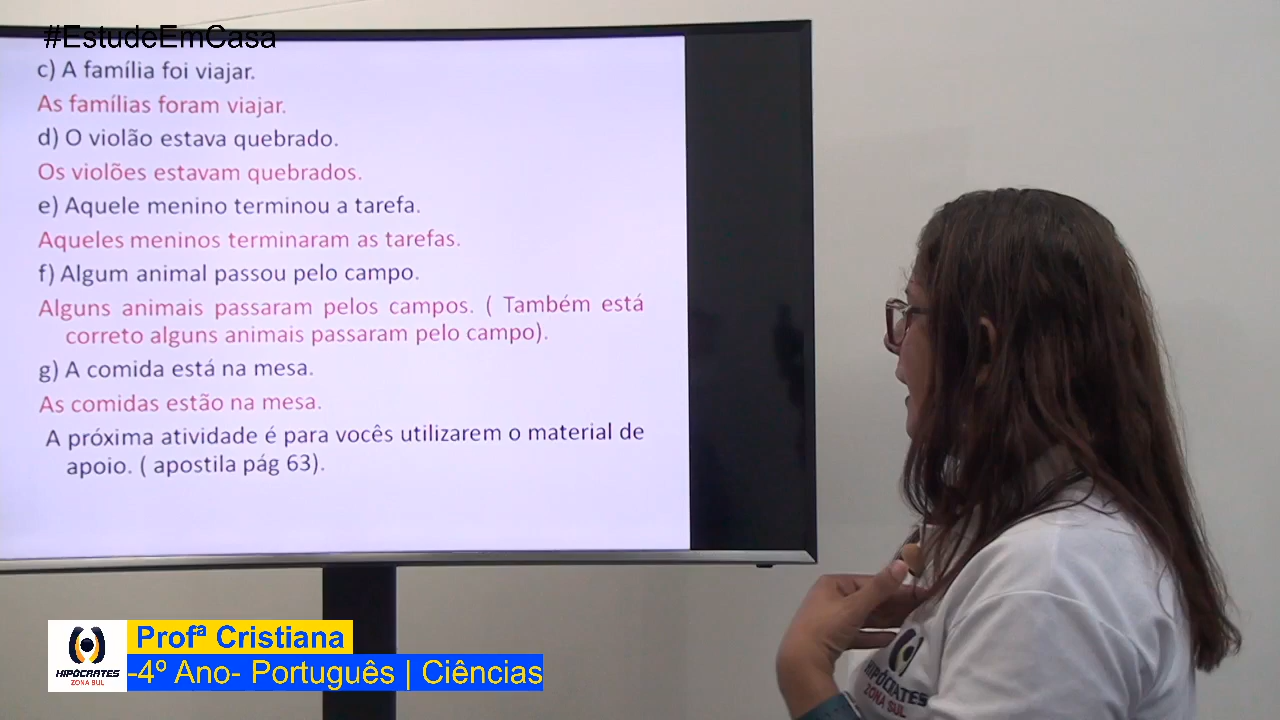 #EstudeEmCasa
c) A família foi viajar.
As famílias foram viajar.
d) O violão estava quebrado.
Os violões estavam quebrados.
e) Aquele menino terminou a tarefa.
Aqueles meninos terminaram as tarefas.
f) Algum animal passou pelo campo.
Alguns animais passaram pelos campos. ( Também está
correto alguns animais passaram pelo campo).
g) A comida está na mesa.
As comidas estão na mesa.
A próxima atividade é para vocês utilizarem o material de
apoio. ( apostila pág 63).
Profª Cristiana
-4º Ano- Português | Ciências
HIPÓCRATES
ZONA SUL
HIPÓCRATES
ZONA SUL